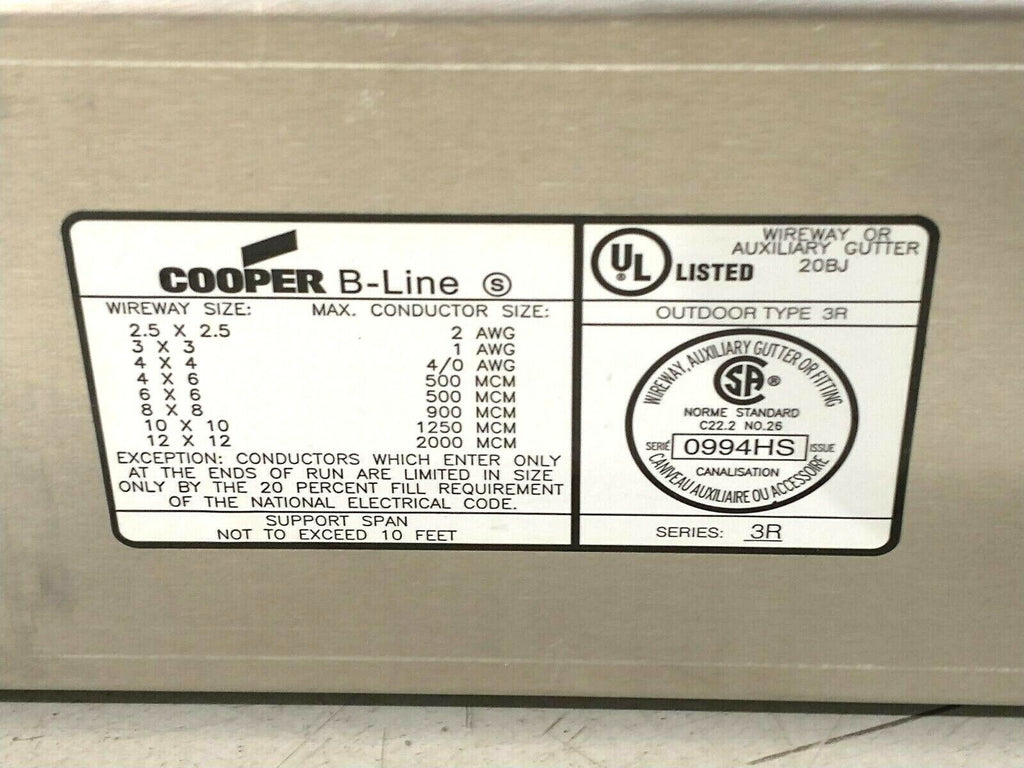 COOPER B-Line Ⓢ
WIREWAY SIZE: MAX. CONDUCTOR SIZE:
2.5 X 2.5 2 AWG
3 X 3 1 AWG
4 X 4 4/0 AWG
4 X 6 500 MCM
6 X 6 500 MCM
8 X 8 900 MCM
10 X 10 1250 MCM
12 X 12 2000 MCM
EXCEPTION: CONDUCTORS WHICH ENTER ONLY
AT THE ENDS OF RUN ARE LIMITED IN SIZE
ONLY BY THE 20 PERCENT FILL REQUIREMENT
OF THE NATIONAL ELECTRICAL CODE.
SUPPORT SPAN
NOT TO EXCEED 10 FEET
UL LISTED
WIREWAY OR
AUXILIARY GUTTER
20BJ
OUTDOOR TYPE 3R
WIREWAY, AUXILIARY GUTTER OR FITTING
SA ®
NORME STANDARD
C22.2 NO.26
SERIÉ 0994HS ISSUE
CANALISATION
CANIVEAU AUXILIAIRE OU ACCESSOIRE
SERIES: 3R